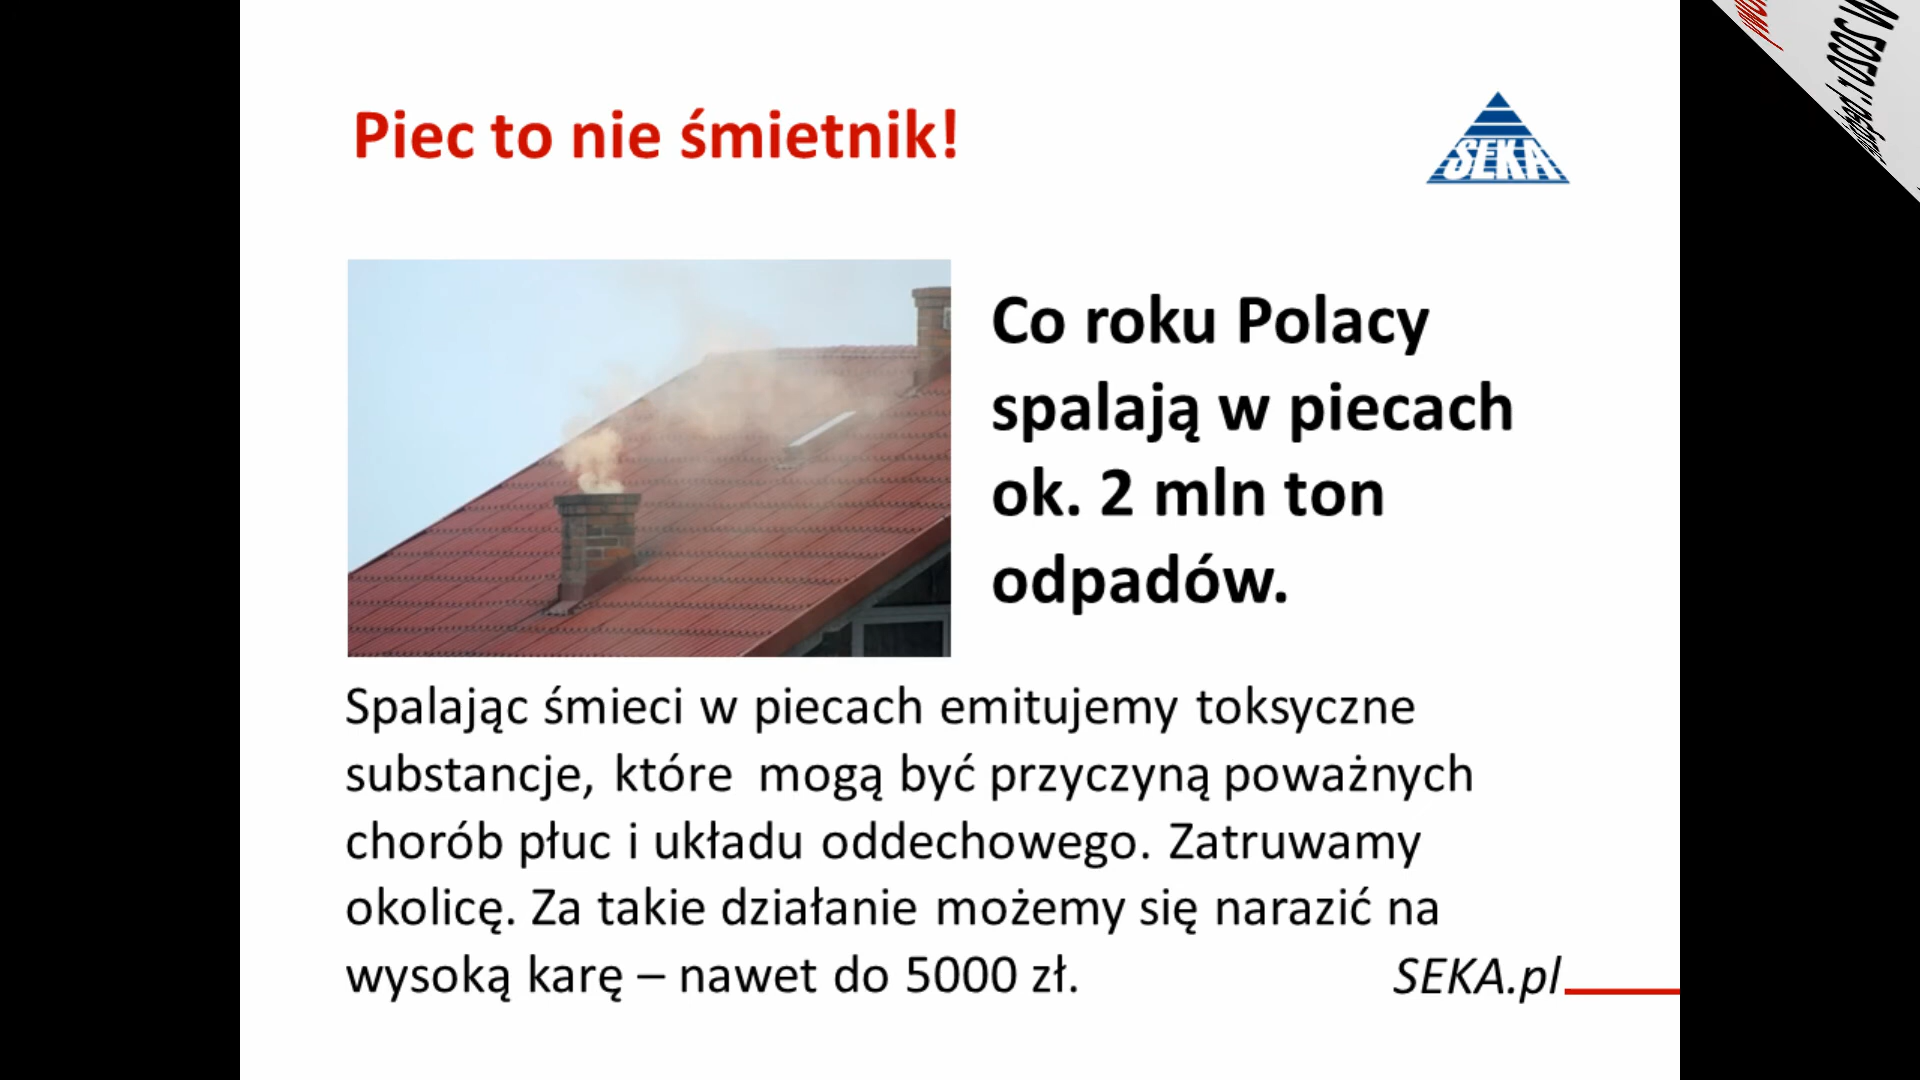 Piec to nie śmietnik!
SEKA
Co roku Polacy
spalają w piecach
ok. 2 mln ton
odpadów.
Spalając śmieci w piecach emitujemy toksyczne
substancje, które mogą być przyczyną poważnych
chorób płuc i układu oddechowego. Zatruwamy
okolicę. Za takie działanie możemy się narazić na
wysoką karę – nawet do 5000 zł.
SEKA.pl